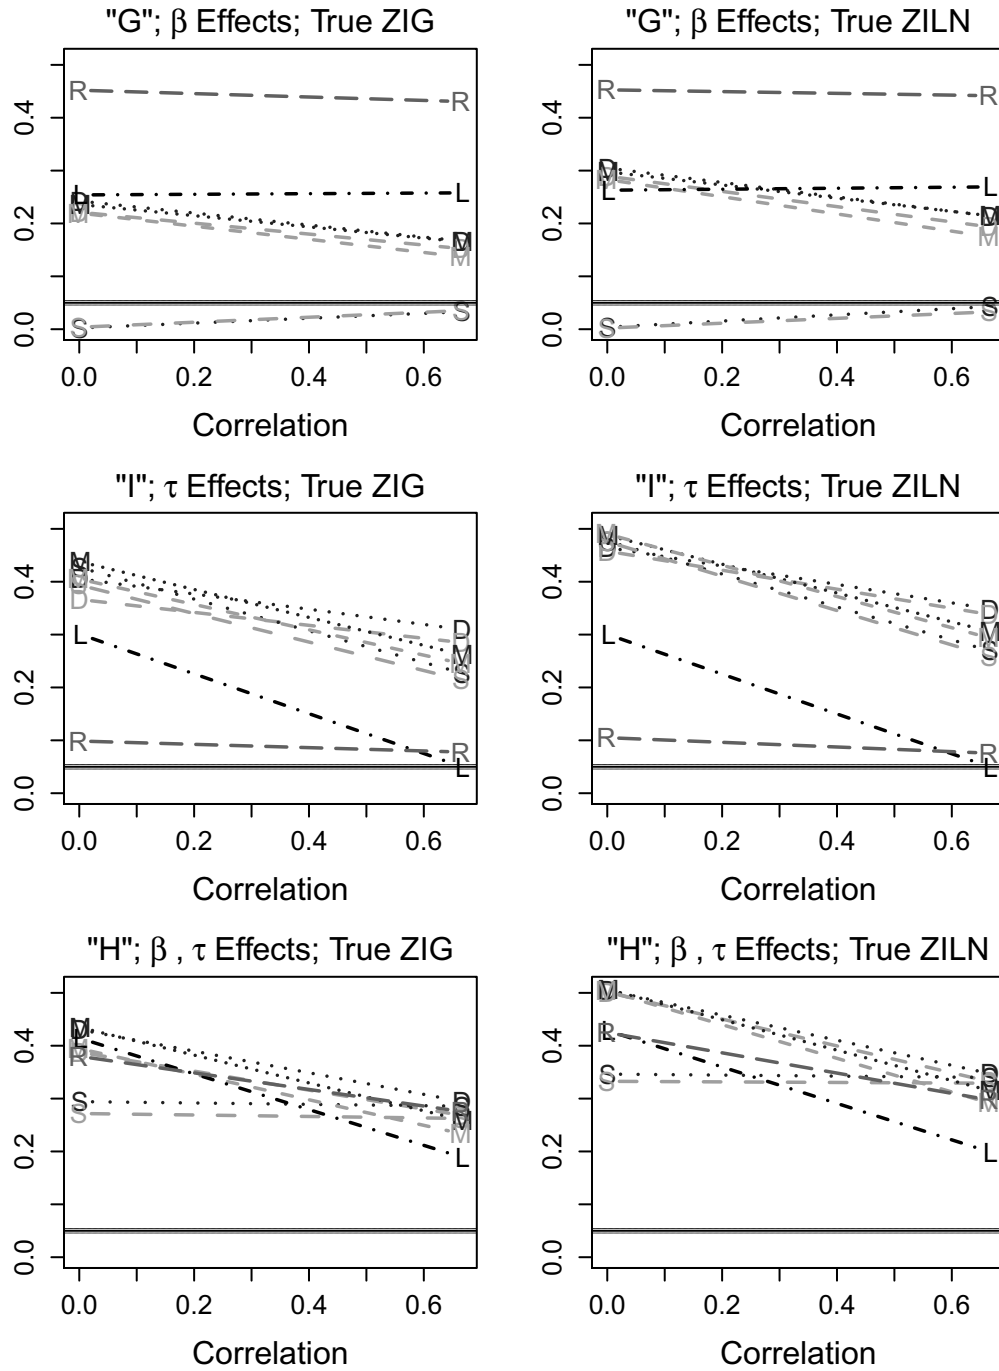 "G"; β Effects; True ZIG
"G"; β Effects; True ZILN
0.4
0.2
0.0
R
R
L
L
D
M
D
M
D
M
D
M
S
S
S
S
0.0 0.2 0.4 0.6
Correlation
0.4
0.2
0.0
R
R
L
L
D
M
D
M
D
M
D
M
S
S
S
S
0.0 0.2 0.4 0.6
Correlation
"I"; τ Effects; True ZIG
"I"; τ Effects; True ZILN
0.4
0.2
0.0
M
S
D
M
S
D
L
R
D
D
M
M
S
S
R
L
0.0 0.2 0.4 0.6
Correlation
0.4
0.2
0.0
M
M
S
S
D
D
L
R
D
D
M
M
S
S
R
L
0.0 0.2 0.4 0.6
Correlation
"H"; β , τ Effects; True ZIG
"H"; β , τ Effects; True ZILN
0.4
0.2
0.0
M
D
L
M
D
R
S
S
D
S
D
R
S
M
M
L
0.0 0.2 0.4 0.6
Correlation
0.4
0.2
0.0
M
D
M
D
R
L
S
S
D
D
S
S
M
M
R
L
0.0 0.2 0.4 0.6
Correlation